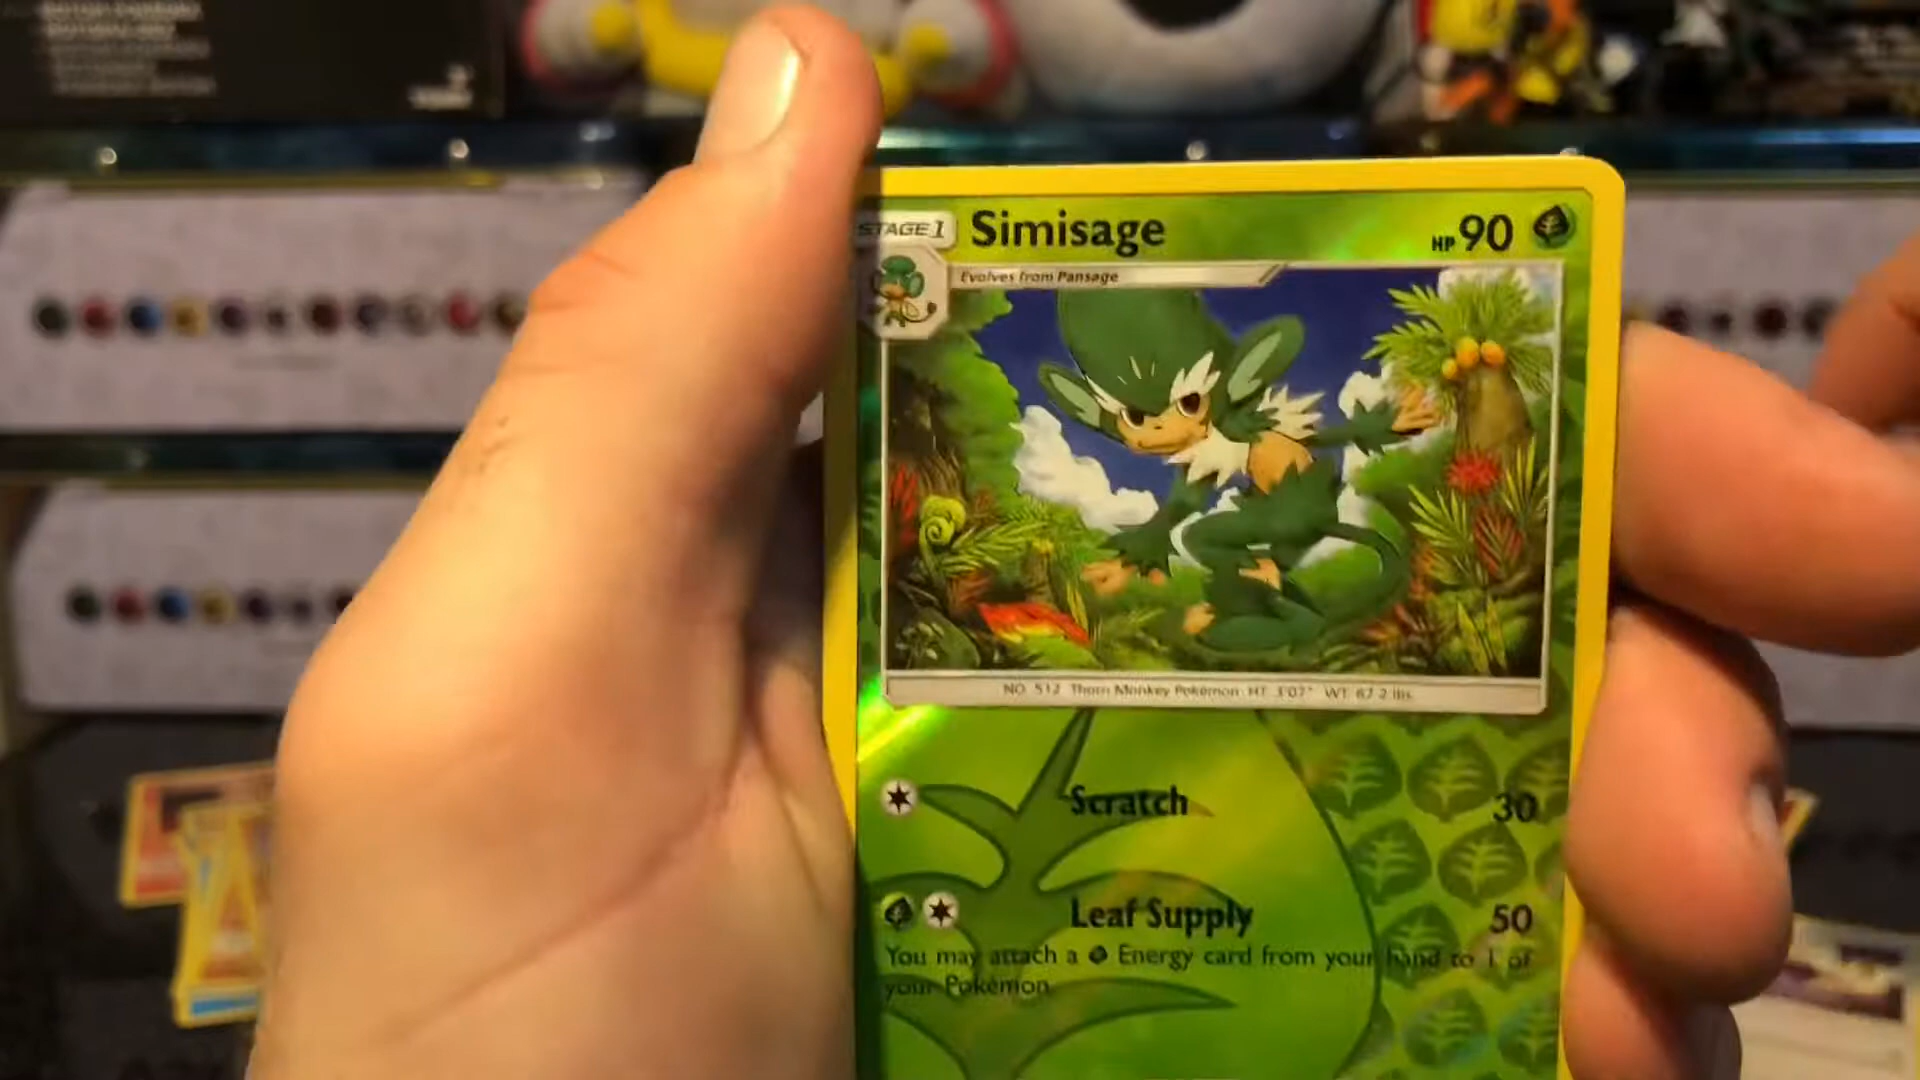 STAGE 1
Simisage
HP 90
Evolves from Pansage
NO. 512 Thorn Monkey Pokémon HT: 3'07" WT: 67.2 lbs.
Scratch 30
Leaf Supply 50
You may attach a Energy card from your hand to 1 of
your Pokémon.